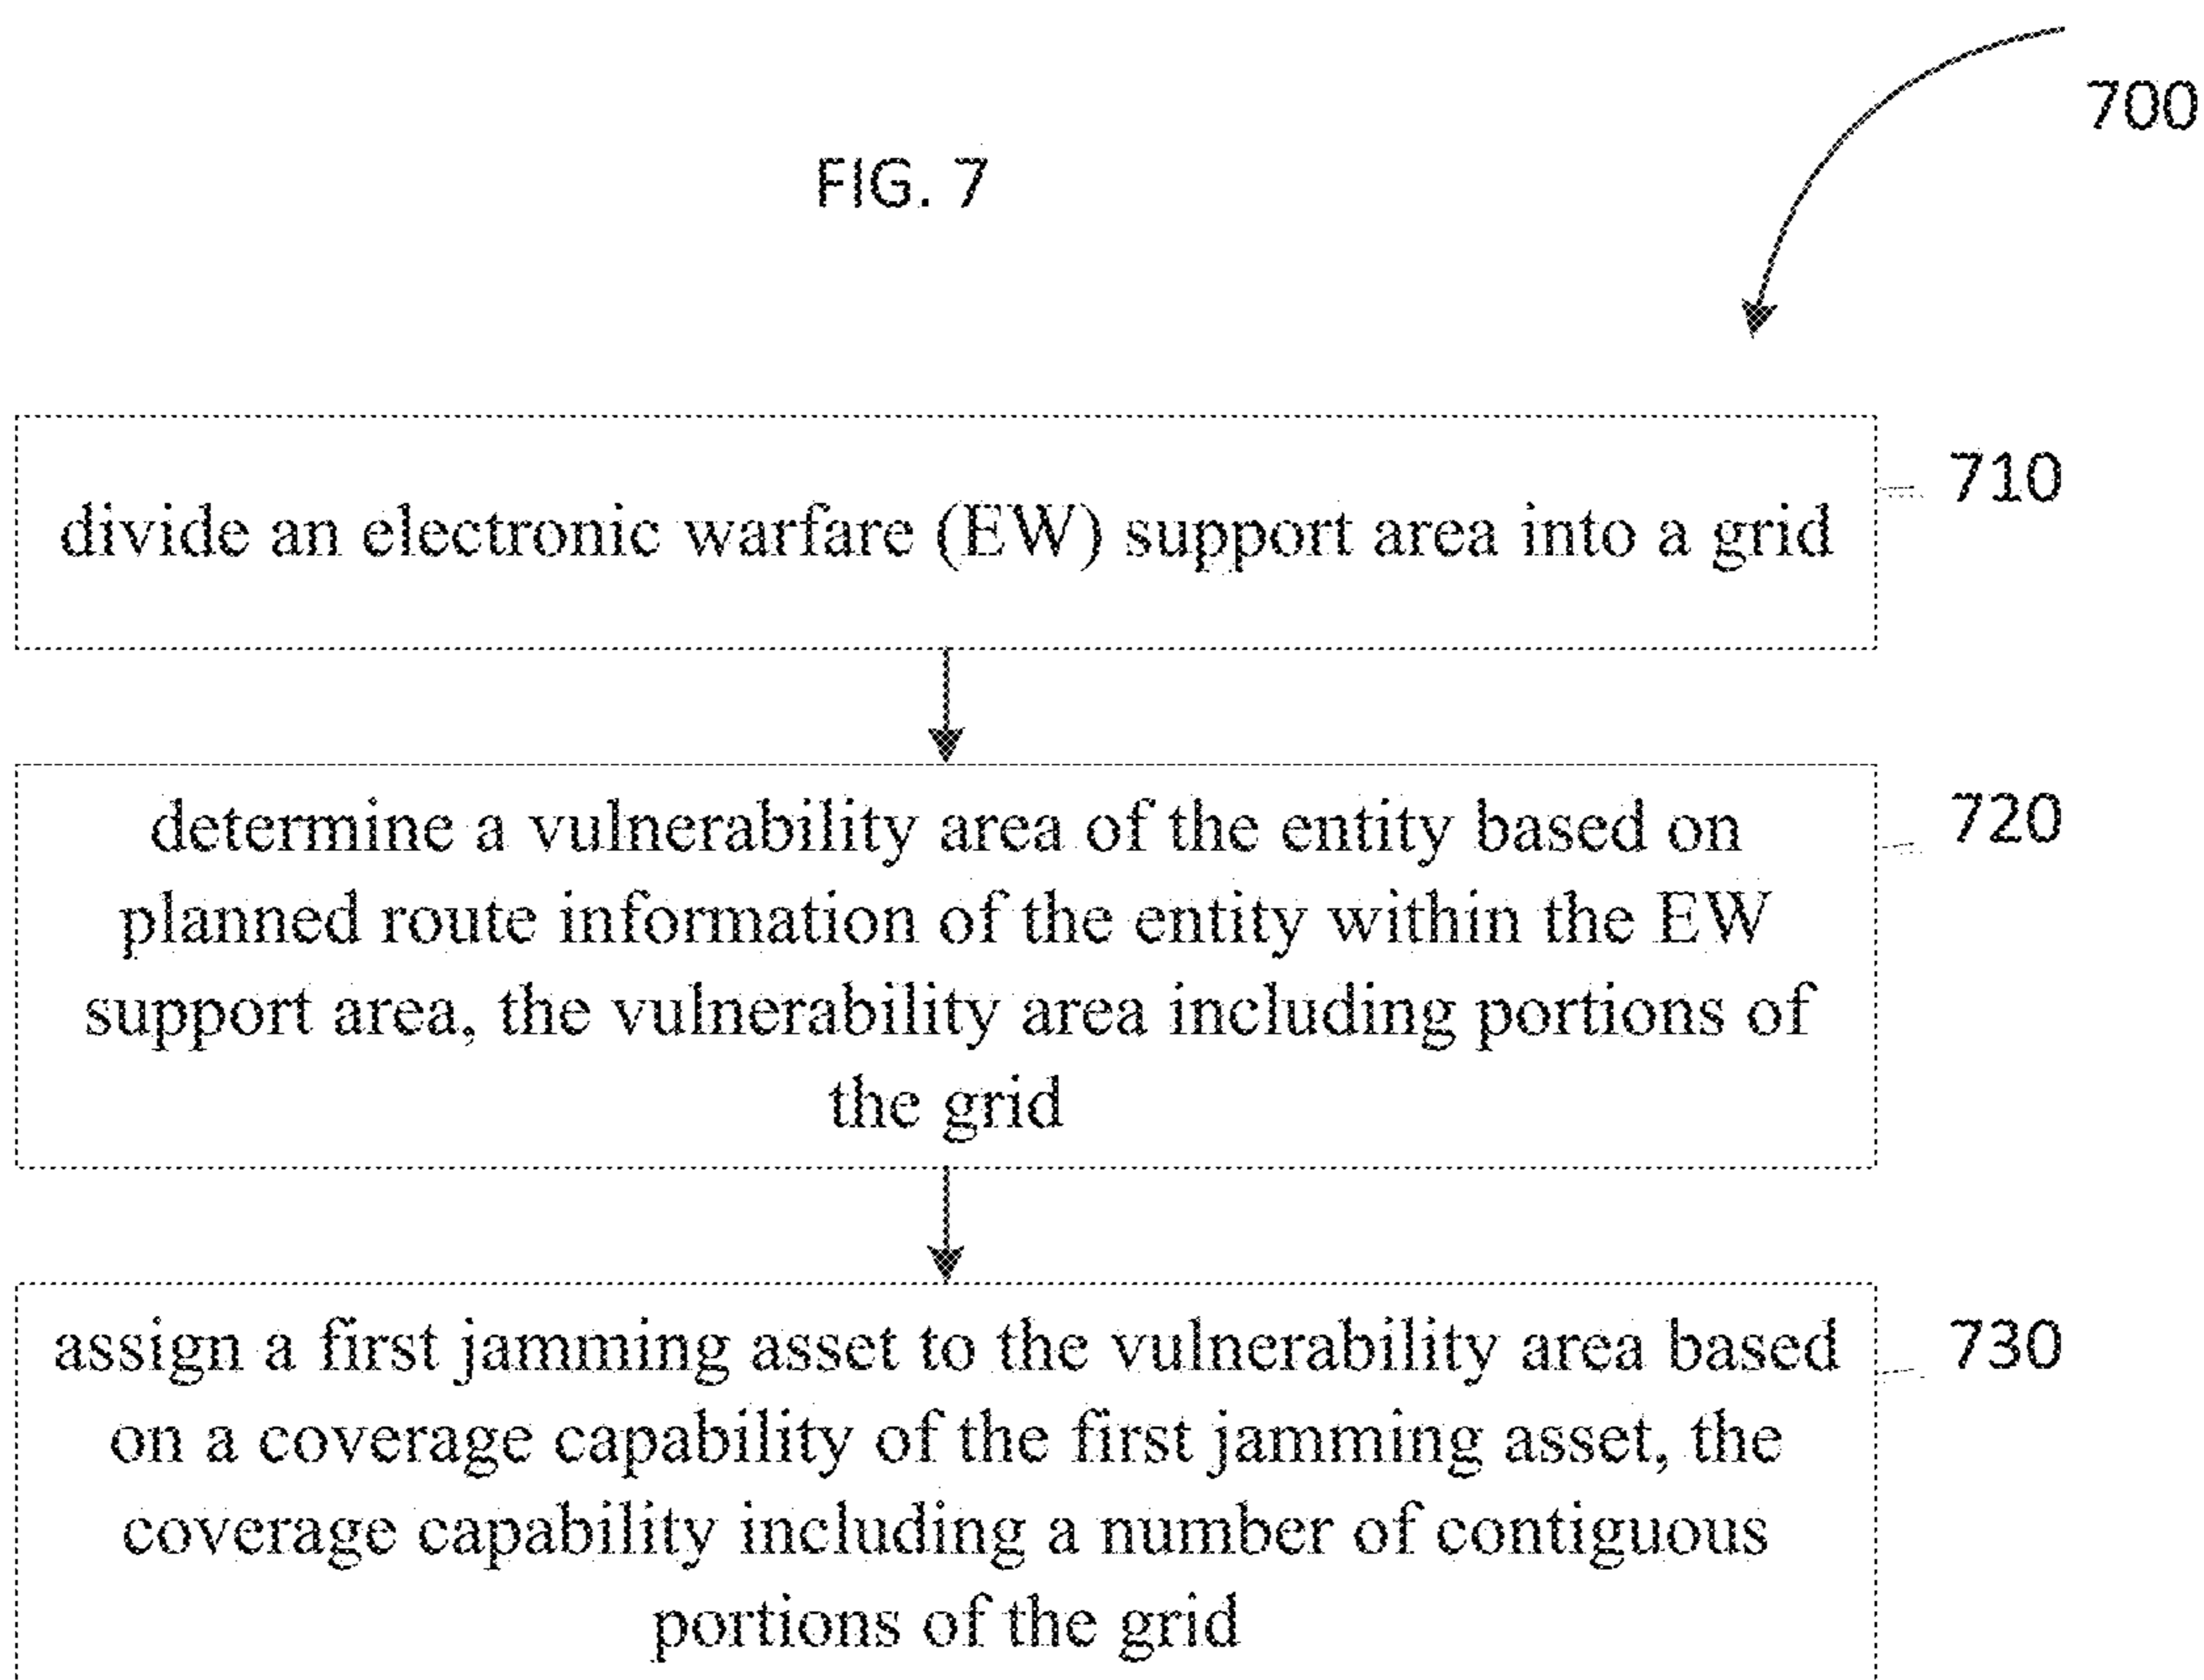 700
FIG. 7
710
divide an electronic warfare (EW) support area into a grid
720
determine a vulnerability area of the entity based on
planned route information of the entity within the EW
support area, the vulnerability area including portions of
the grid
730
assign a first jamming asset to the vulnerability area based
on a coverage capability of the first jamming asset, the
coverage capability including a number of contiguous
portions of the grid